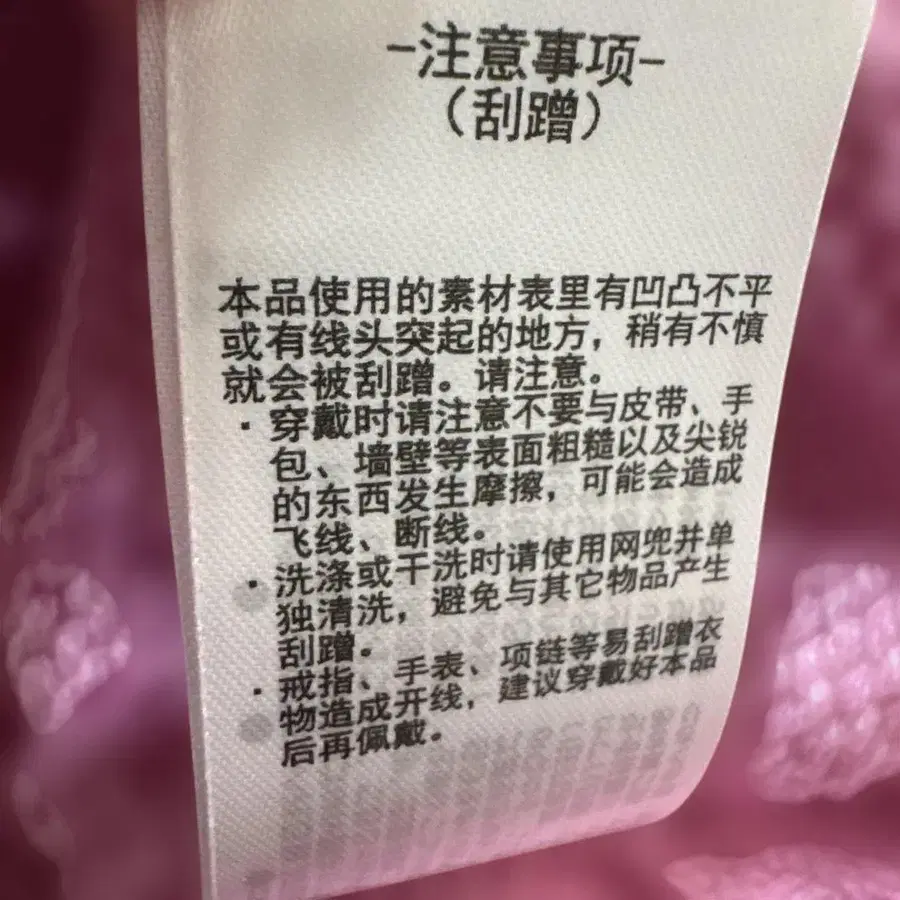 -注意事项-
（刮蹭）
本品使用的素材表里有凹凸不平
或有线头突起的地方，稍有不慎
就会被刮蹭。请注意。
·穿戴时请注意不要与皮带、手
包、墙壁等表面粗糙以及尖锐
的东西发生摩擦，可能会造成
飞线、断线。
·洗涤或干洗时请使用网兜并单
独清洗，避免与其它物品产生
刮蹭。
·戒指、手表、项链等易刮蹭衣
物造成开线，建议穿戴好本品
后再佩戴。